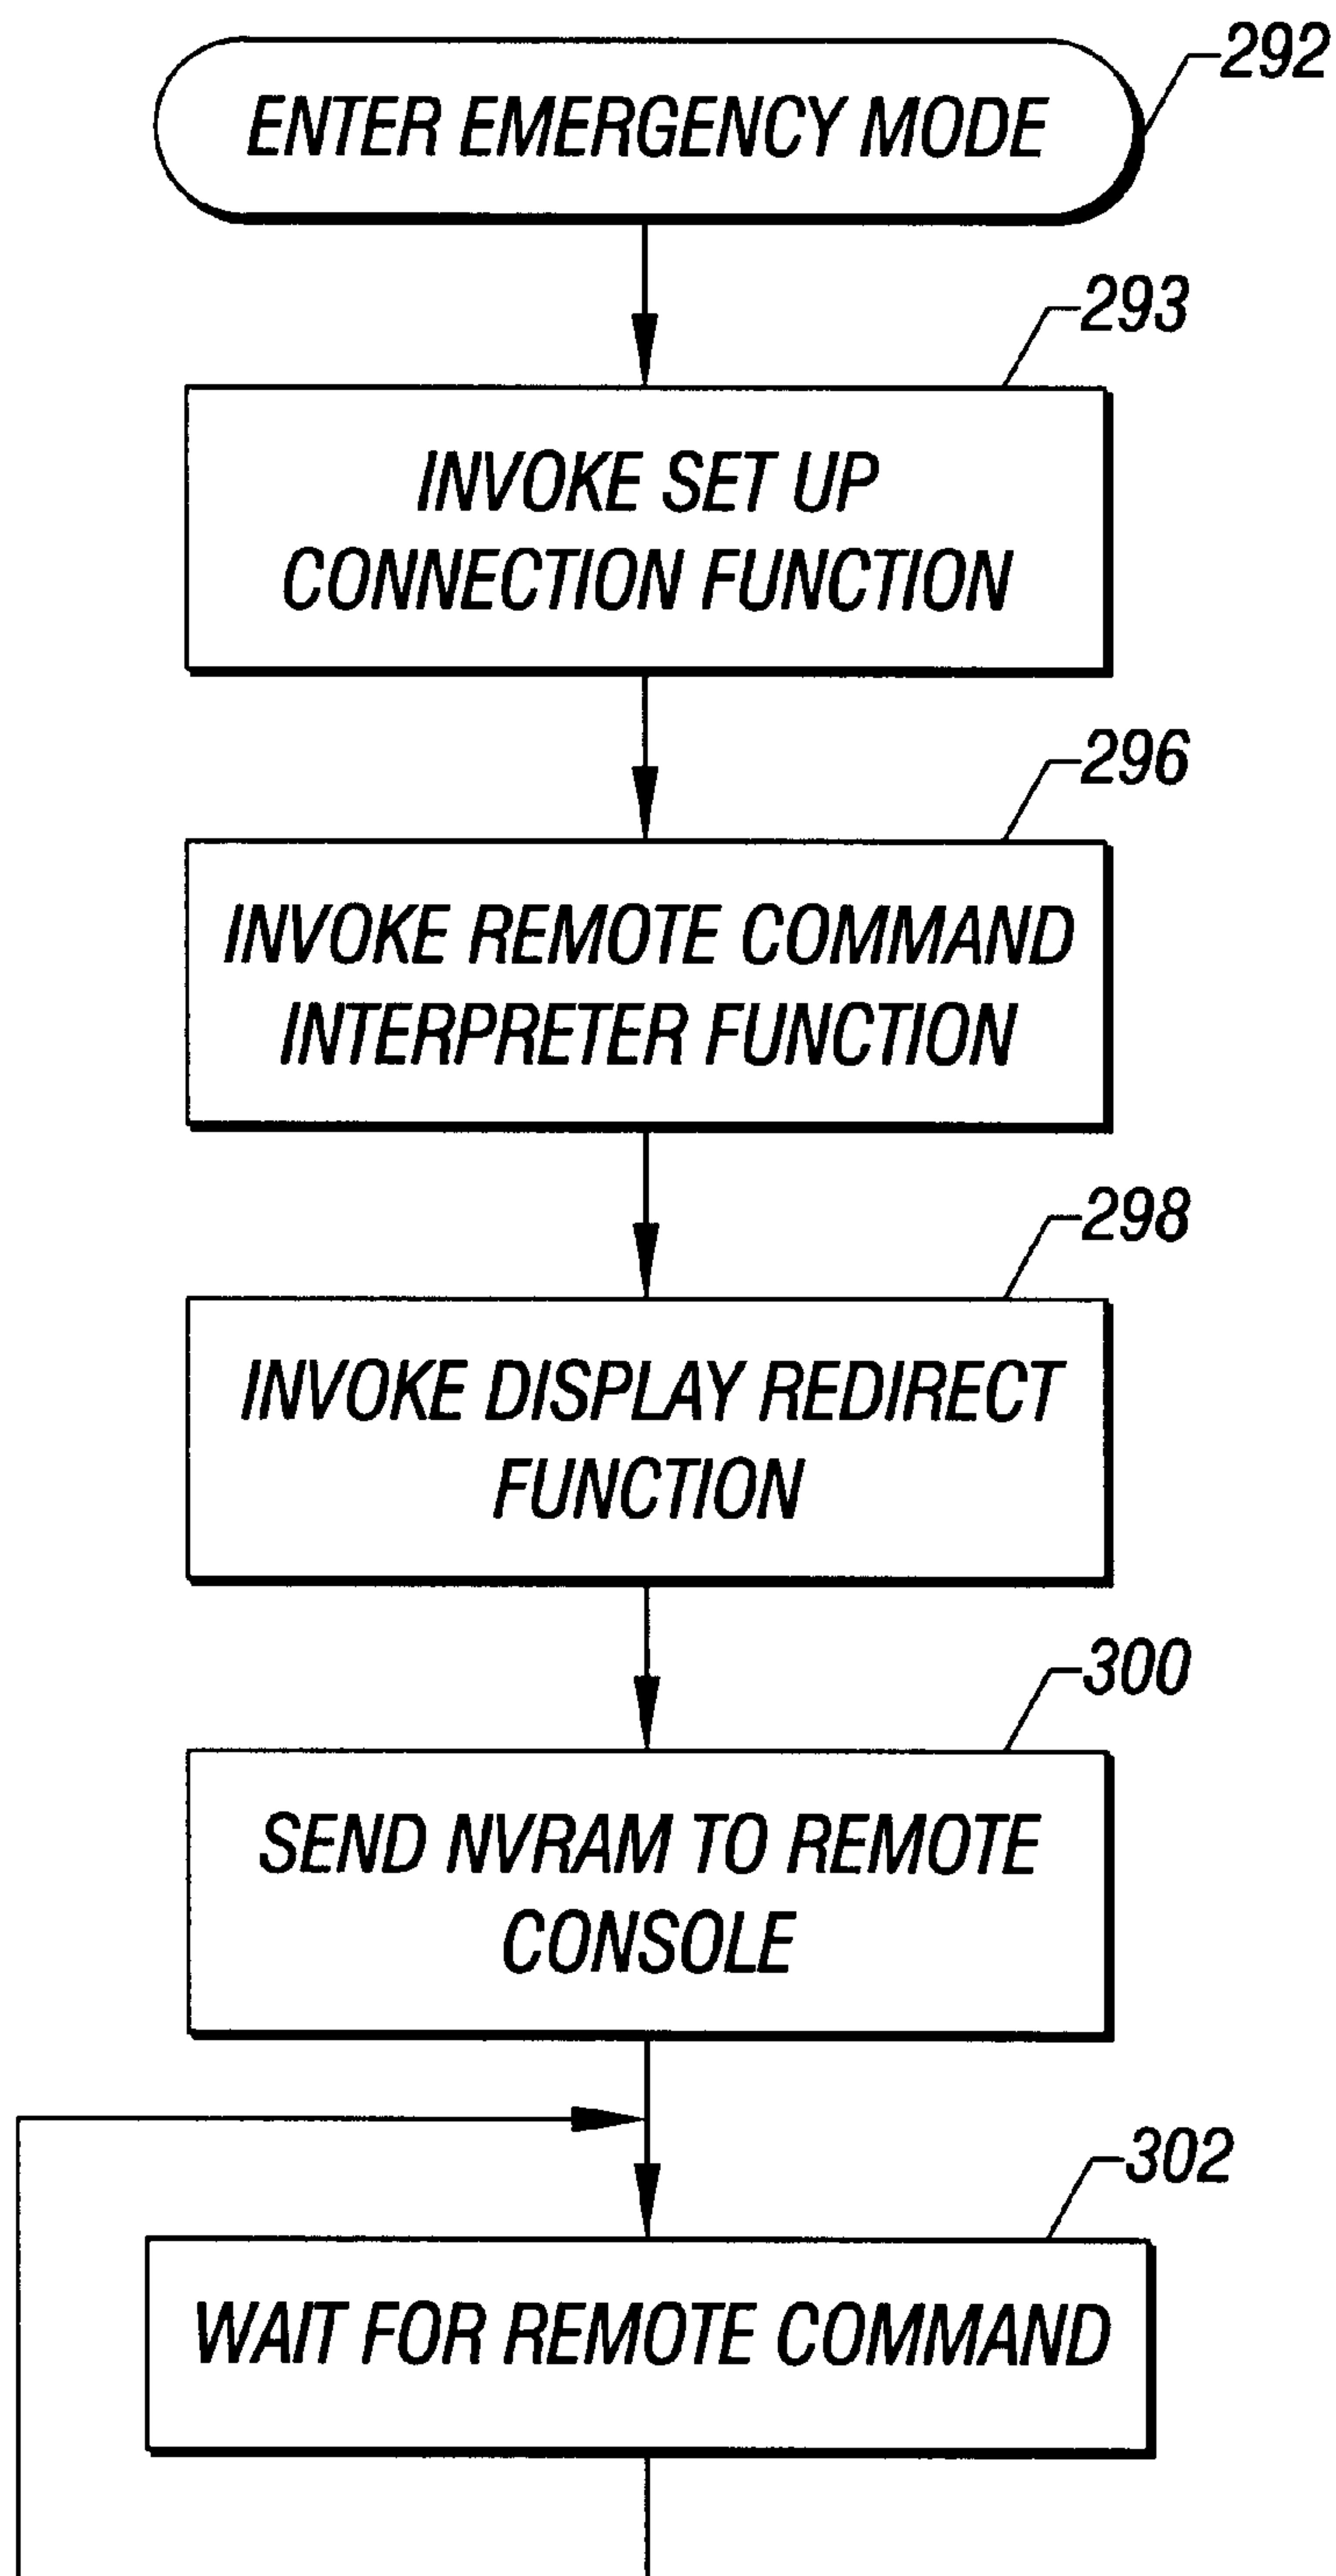 292
ENTER EMERGENCY MODE
293
INVOKE SET UP
CONNECTION FUNCTION
296
INVOKE REMOTE COMMAND
INTERPRETER FUNCTION
298
INVOKE DISPLAY REDIRECT
FUNCTION
300
SEND NVRAM TO REMOTE
CONSOLE
302
WAIT FOR REMOTE COMMAND